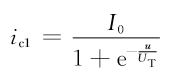 $i_{c1} = \frac{I_0}{1 + e^{-\frac{u}{U_T}}}$